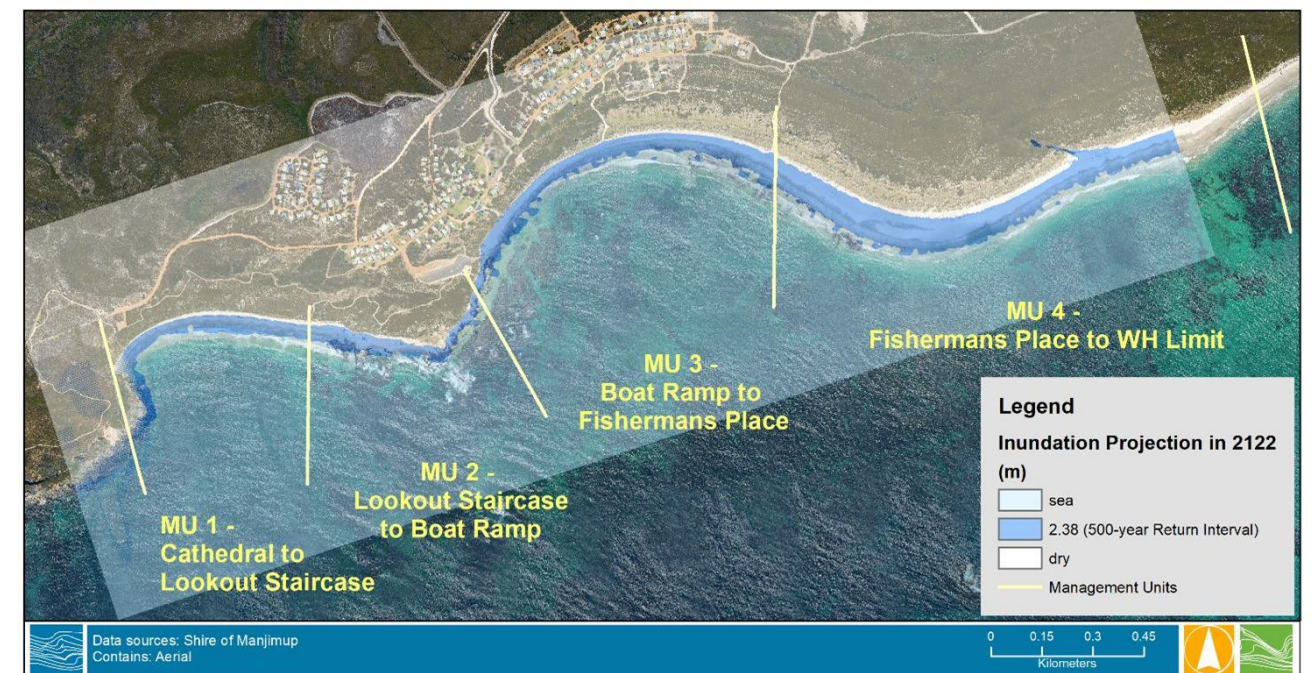 MU 1 -
Cathedral to
Lookout Staircase
MU 2 -
Lookout Staircase
to Boat Ramp
MU 3 -
Boat Ramp to
Fishermans Place
MU 4 -
Fishermans Place to WH Limit
Legend
Inundation Projection in 2122
(m)
sea
2.38 (500-year Return Interval)
dry
Management Units
Data sources: Shire of Manjimup
Contains: Aerial
0 0.15 0.3 0.45
Kilometers